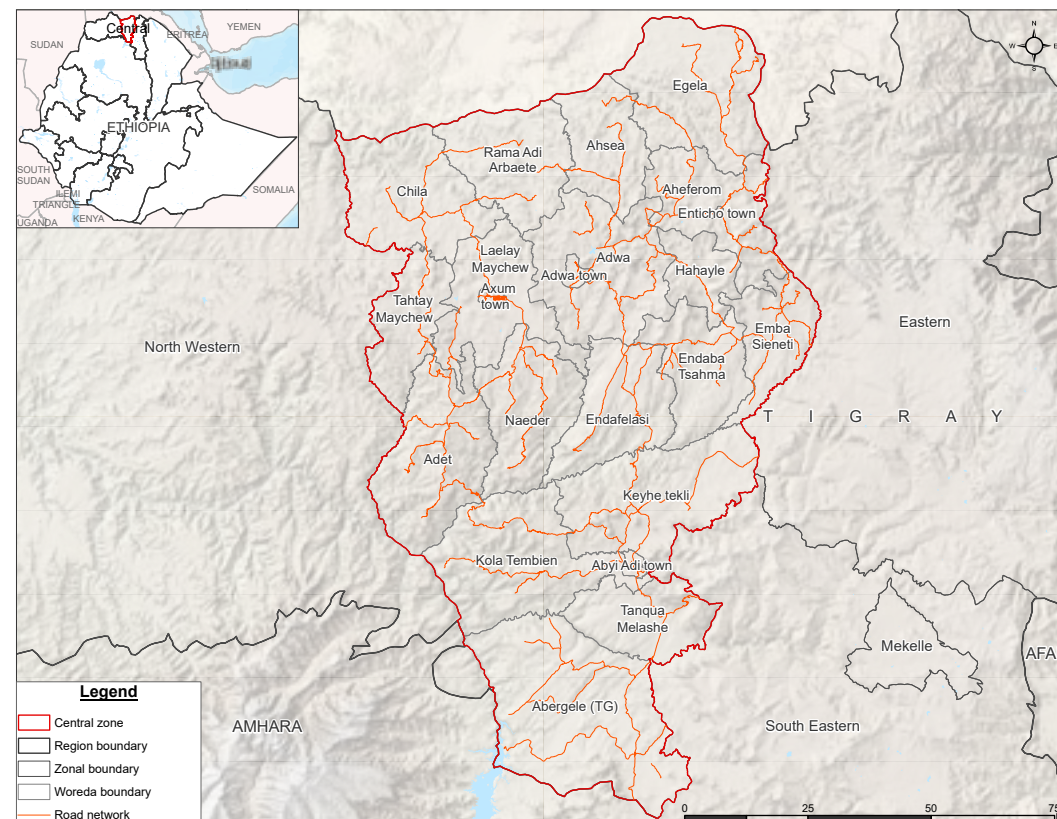 Central
SUDAN
ERITREA
YEMEN
ETHIOPIA
SOUTH
SUDAN
ILEMI
TRIANGLE
UGANDA
KENYA
SOMALIA
N
W
E
S
Egela
Ahsea
Rama Adi
Arbaete
Chila
Aheferom
Enticho town
Laelay
Maychew
Adwa
Adwa town
Hahayle
Axum
town
Tahtay
Maychew
Emba
Sieneti
Eastern
North Western
Endaba
Tsahma
T I G R A Y
Naeder
Endafelasi
Adet
Keyhe tekli
Kola Tembien
Abyi Adi town
Tanqua
Melashe
Mekelle
AFA
Abergele (TG)
AMHARA
South Eastern
Legend
Central zone
Region boundary
Zonal boundary
Woreda boundary
Road network
0 25 50 75